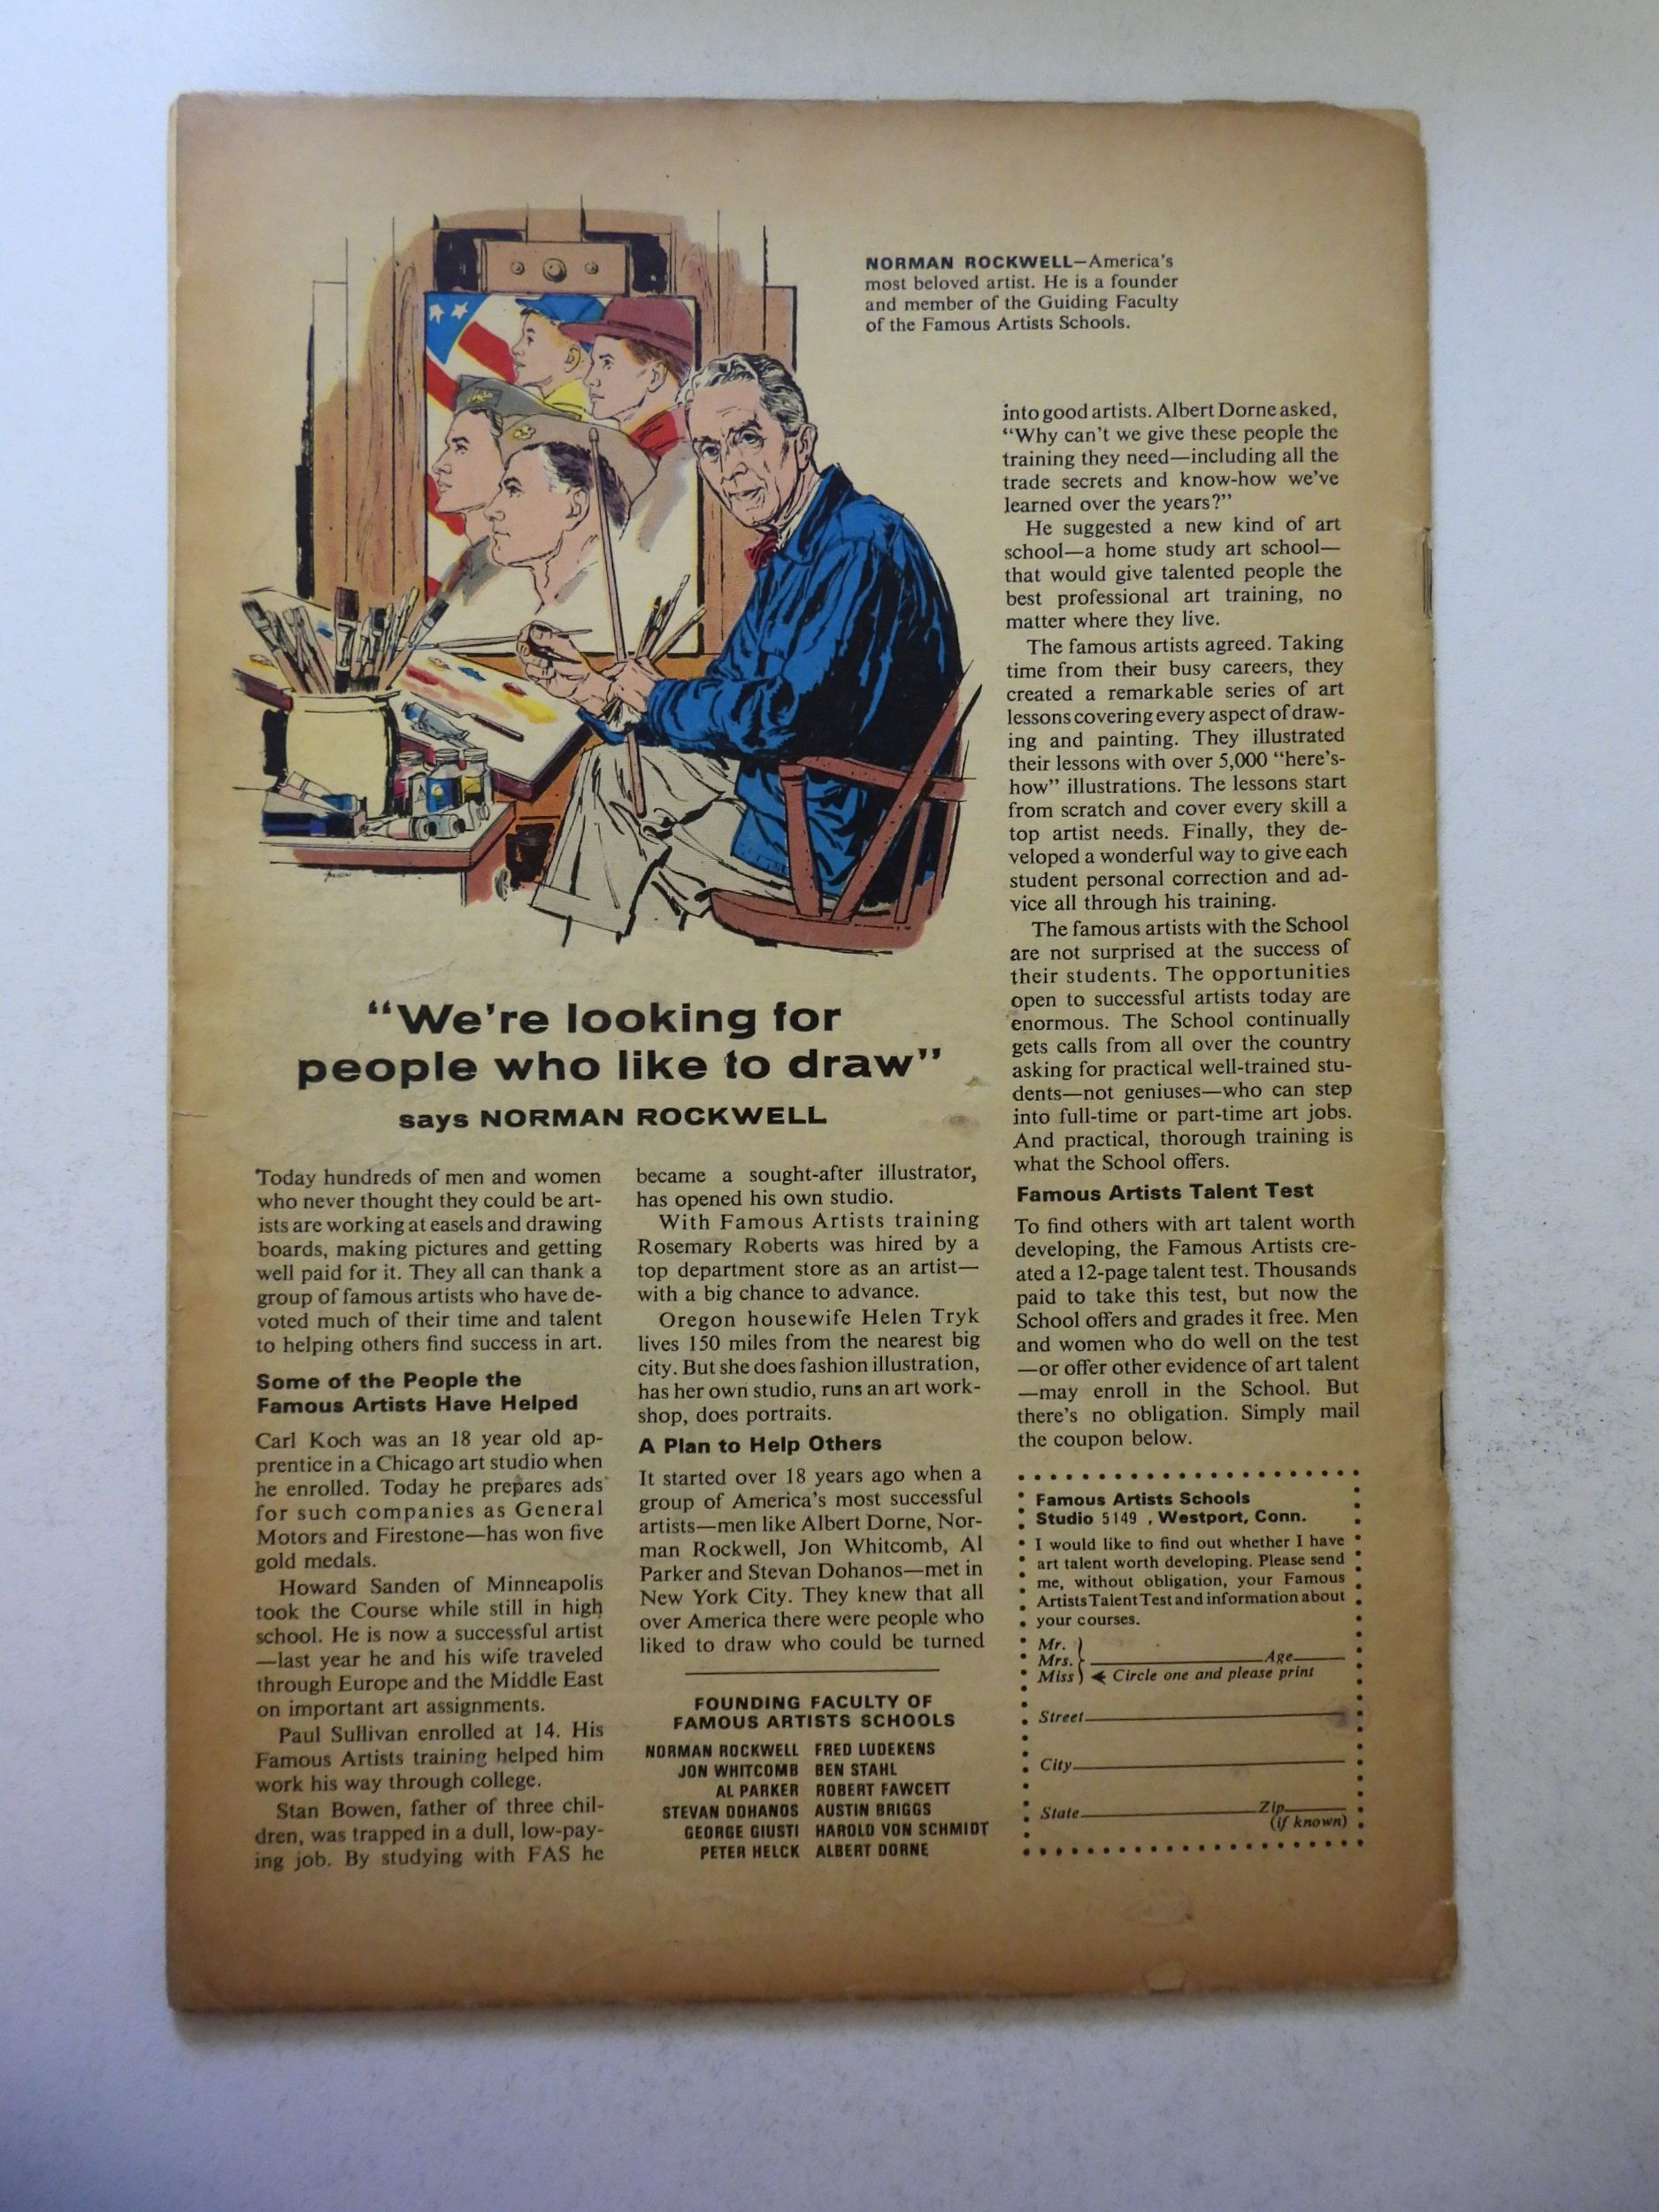 NORMAN ROCKWELL—America's
most beloved artist. He is a founder
and member of the Guiding Faculty
of the Famous Artists Schools.
"We're looking for
people who like to draw"
says NORMAN ROCKWELL
Today hundreds of men and women
who never thought they could be art-
ists are working at easels and drawing
boards, making pictures and getting
well paid for it. They all can thank a
group of famous artists who have de-
voted much of their time and talent
to helping others find success in art.
Some of the People the
Famous Artists Have Helped
Carl Koch was an 18 year old ap-
prentice in a Chicago art studio when
he enrolled. Today he prepares ads
for such companies as General
Motors and Firestone—has won five
gold medals.
Howard Sanden of Minneapolis
took the Course while still in high
school. He is now a successful artist
—last year he and his wife traveled
through Europe and the Middle East
on important art assignments.
Paul Sullivan enrolled at 14. His
Famous Artists training helped him
work his way through college.
Stan Bowen, father of three chil-
dren, was trapped in a dull, low-pay-
ing job. By studying with FAS he
became a sought-after illustrator,
has opened his own studio.
With Famous Artists training
Rosemary Roberts was hired by a
top department store as an artist—
with a big chance to advance.
Oregon housewife Helen Tryk
lives 150 miles from the nearest big
city. But she does fashion illustration,
has her own studio, runs an art work-
shop, does portraits.
A Plan to Help Others
It started over 18 years ago when a
group of America's most successful
artists—men like Albert Dorne, Nor-
man Rockwell, Jon Whitcomb, Al
Parker and Stevan Dohanos—met in
New York City. They knew that all
over America there were people who
liked to draw who could be turned
FOUNDING FACULTY OF
FAMOUS ARTISTS SCHOOLS
NORMAN ROCKWELL FRED LUDEKENS
JON WHITCOMB BEN STAHL
AL PARKER ROBERT FAWCETT
STEVAN DOHANOS AUSTIN BRIGGS
GEORGE GIUSTI HAROLD VON SCHMIDT
PETER HELCK ALBERT DORNE
into good artists. Albert Dorne asked,
"Why can't we give these people the
training they need—including all the
trade secrets and know-how we've
learned over the years?"
He suggested a new kind of art
school—a home study art school—
that would give talented people the
best professional art training, no
matter where they live.
The famous artists agreed. Taking
time from their busy careers, they
created a remarkable series of art
lessons covering every aspect of draw-
ing and painting. They illustrated
their lessons with over 5,000 "here's-
how" illustrations. The lessons start
from scratch and cover every skill a
top artist needs. Finally, they de-
veloped a wonderful way to give each
student personal correction and ad-
vice all through his training.
The famous artists with the School
are not surprised at the success of
their students. The opportunities
open to successful artists today are
enormous. The School continually
gets calls from all over the country
asking for practical well-trained stu-
dents—not geniuses—who can step
into full-time or part-time art jobs.
And practical, thorough training is
what the School offers.
Famous Artists Talent Test
To find others with art talent worth
developing, the Famous Artists cre-
ated a 12-page talent test. Thousands
paid to take this test, but now the
School offers and grades it free. Men
and women who do well on the test
—or offer other evidence of art talent
—may enroll in the School. But
there's no obligation. Simply mail
the coupon below.
Famous Artists Schools
Studio 5149 , Westport, Conn.
I would like to find out whether I have
art talent worth developing. Please send
me, without obligation, your Famous
Artists Talent Test and information about
your courses.
Mr.
Mrs. Age
Miss Circle one and please print
Street
City
State Zip
(if known)